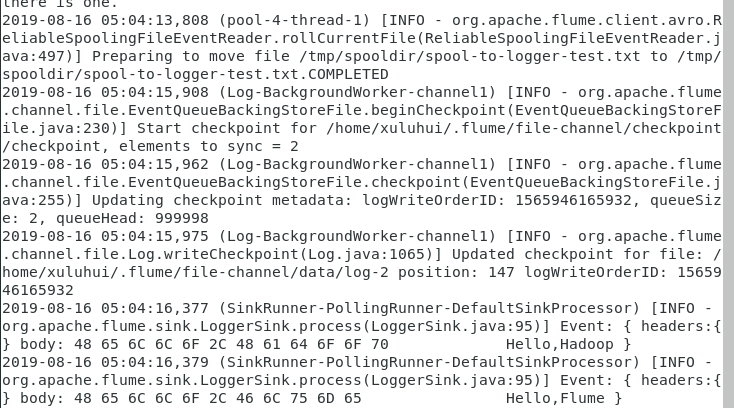 there is one.
2019-08-16 05:04:13,808 (pool-4-thread-1) [INFO - org.apache.flume.client.avro.R
eliableSpoolingFileEventReader.rollCurrentFile(ReliableSpoolingFileEventReader.j
ava:497)] Preparing to move file /tmp/spooldir/spool-to-logger-test.txt to /tmp/
spooldir/spool-to-logger-test.txt.COMPLETED
2019-08-16 05:04:15,908 (Log-BackgroundWorker-channel1) [INFO - org.apache.flume
.channel.file.EventQueueBackingStoreFile.beginCheckpoint(EventQueueBackingStoreF
ile.java:230)] Start checkpoint for /home/xuluhui/.flume/file-channel/checkpoint
/checkpoint, elements to sync = 2
2019-08-16 05:04:15,962 (Log-BackgroundWorker-channel1) [INFO - org.apache.flume
.channel.file.EventQueueBackingStoreFile.checkpoint(EventQueueBackingStoreFile.j
ava:255)] Updating checkpoint metadata: logWriteOrderID: 1565946165932, queueSiz
e: 2, queueHead: 999998
2019-08-16 05:04:15,975 (Log-BackgroundWorker-channel1) [INFO - org.apache.flume
.channel.file.Log.writeCheckpoint(Log.java:1065)] Updated checkpoint for file: /
home/xuluhui/.flume/file-channel/data/log-2 position: 147 logWriteOrderID: 15659
46165932
2019-08-16 05:04:16,377 (SinkRunner-PollingRunner-DefaultSinkProcessor) [INFO -
org.apache.flume.sink.LoggerSink.process(LoggerSink.java:95)] Event: { headers:{
} body: 48 65 6C 6C 6F 2C 48 61 64 6F 6F 70             Hello,Hadoop }
2019-08-16 05:04:16,379 (SinkRunner-PollingRunner-DefaultSinkProcessor) [INFO -
org.apache.flume.sink.LoggerSink.process(LoggerSink.java:95)] Event: { headers:{
} body: 48 65 6C 6C 6F 2C 46 6C 75 6D 65                Hello,Flume }